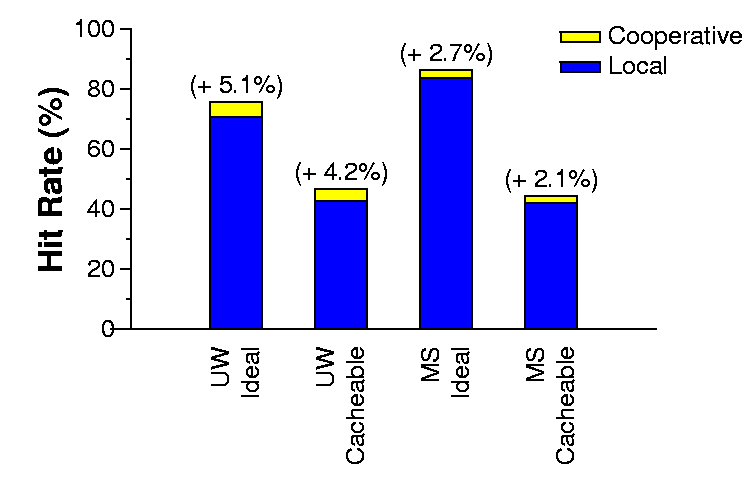 100
80
60
40
20
0
Hit Rate (%)
(+ 5.1%)
(+ 4.2%)
(+ 2.7%)
(+ 2.1%)
Cooperative
Local
UW
Ideal
UW
Cacheable
MS
Ideal
MS
Cacheable